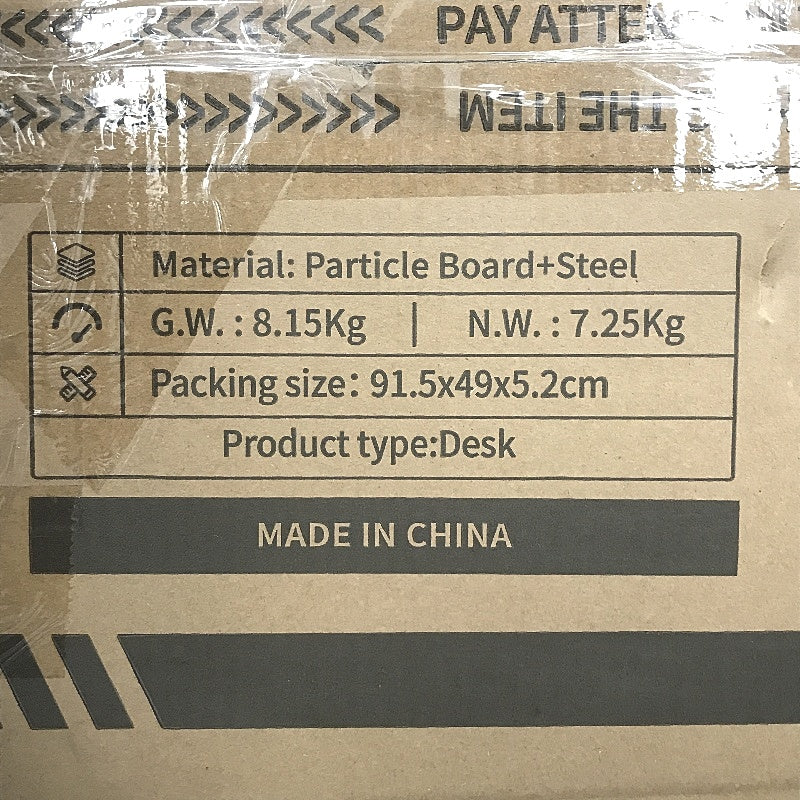 PAY
THE ITEM
Material: Particle Board+Steel
G.W. : 8.15Kg | N.W. : 7.25Kg
Packing size: 91.5x49x5.2cm
Product type:Desk
MADE IN CHINA